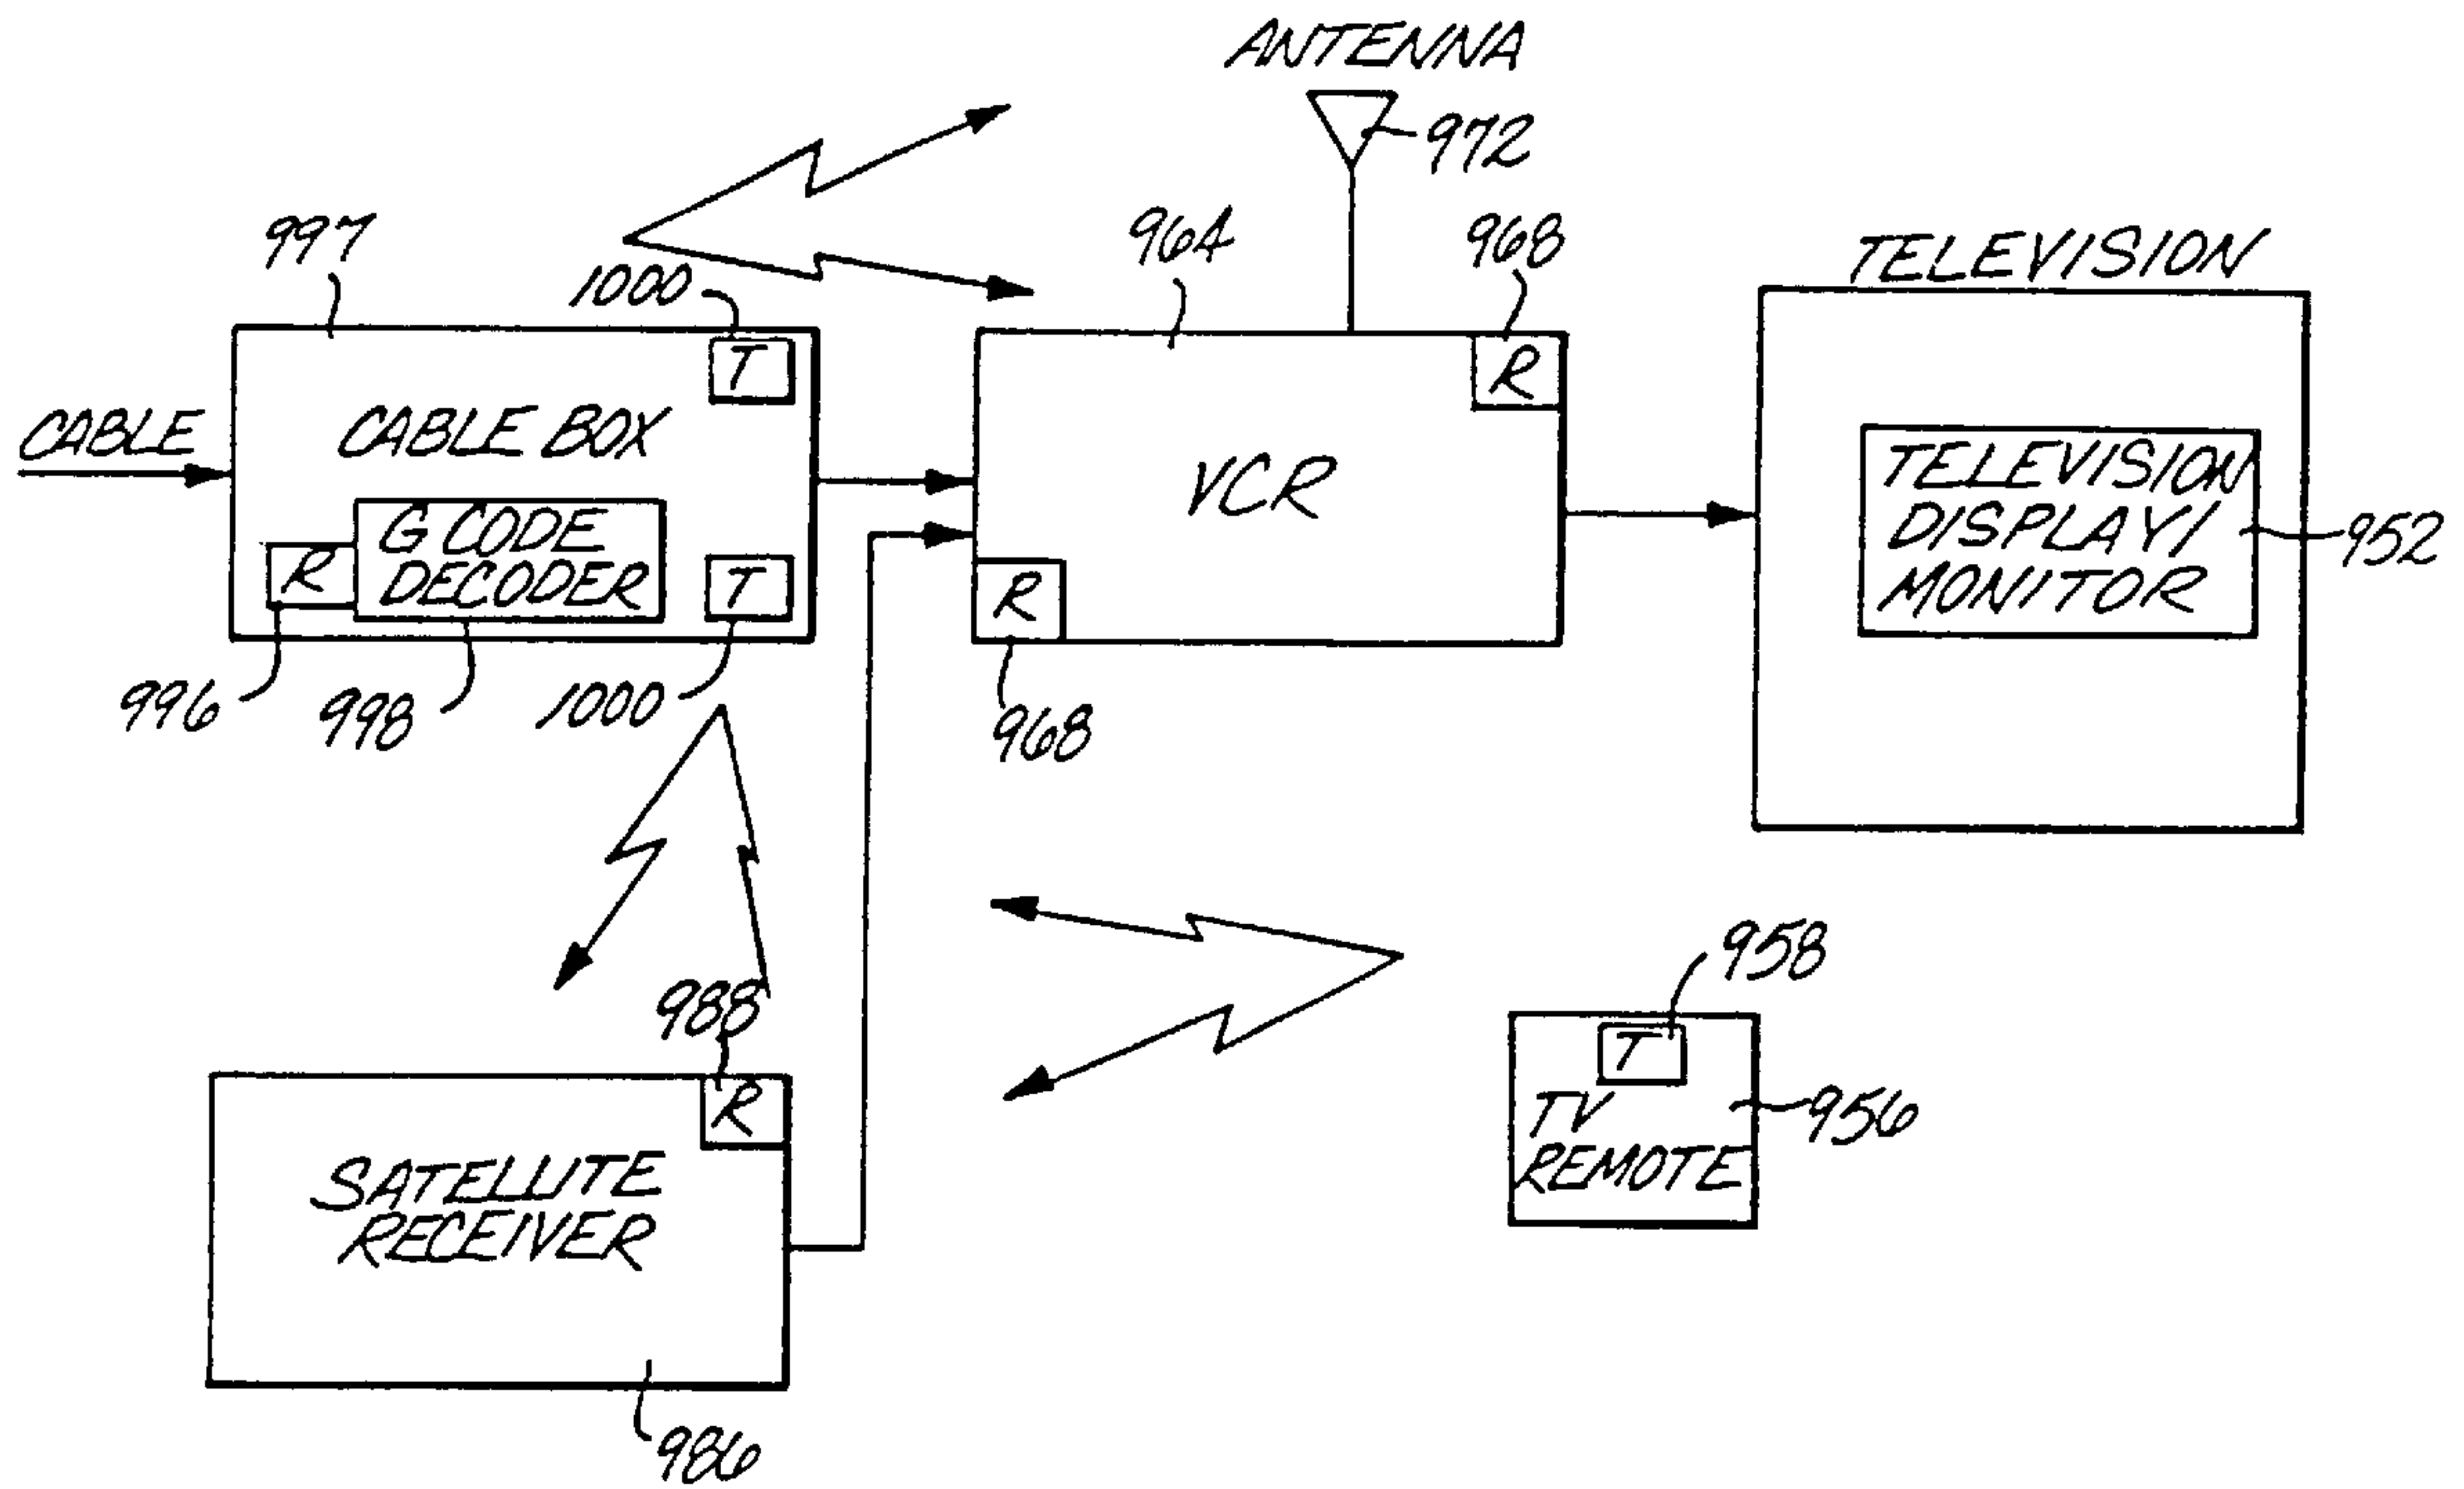 ANTENNA
972
997
1000
964
968
TELEVISION
T
R
CABLE
CABLE BOX
VCR
TELEVISION
DISPLAY/
MONITOR
952
G CODE
DECODER
R
T
R
996
998
1000
968
988
R
SATELLITE
RECEIVER
986
958
T
TV
REMOTE
956